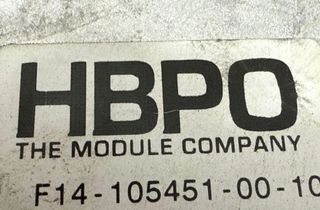 HBPO
THE MODULE COMPANY
F14-105451-00-10